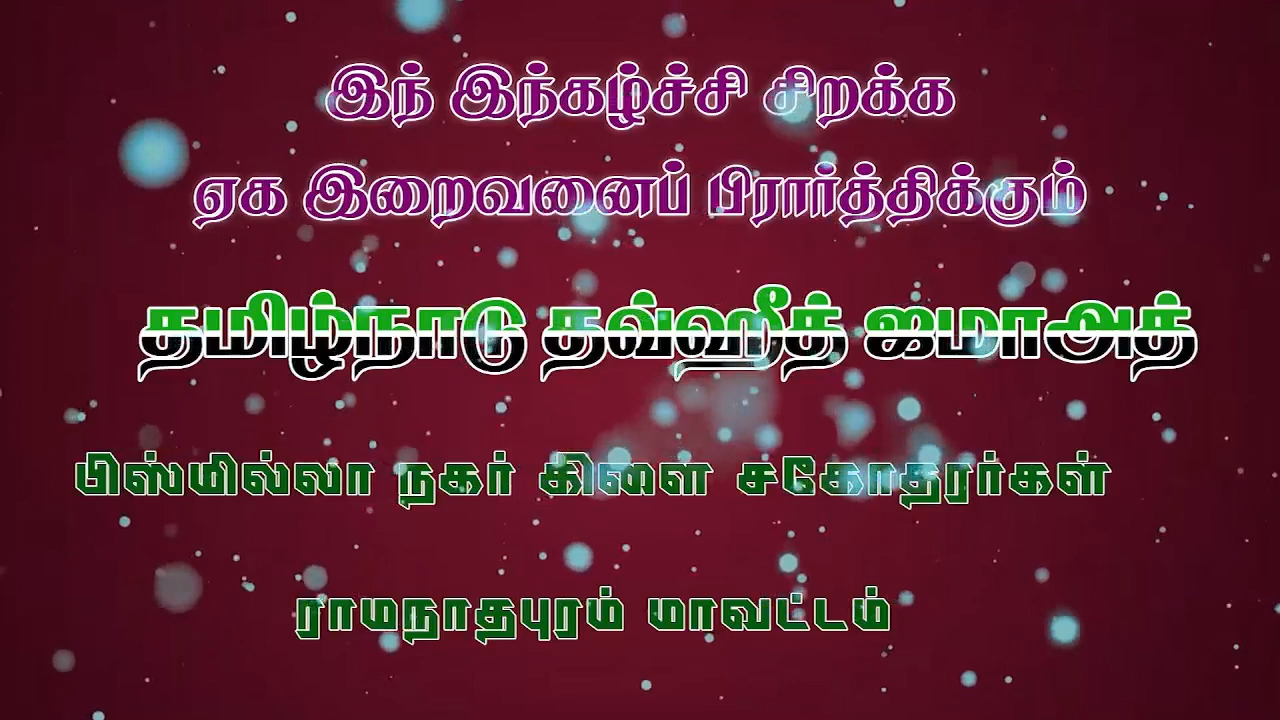 இந் இந்கழ்ச்சி சிறக்க
ஏக இறைவனைப் பிரார்த்திக்கும்
தமிழ்நாடு தவ்ஹீத் ஜமாஅத்
பிஸ்மில்லா நகர் கிளை சகோதரர்கள்
ராமநாதபுரம் மாவட்டம்